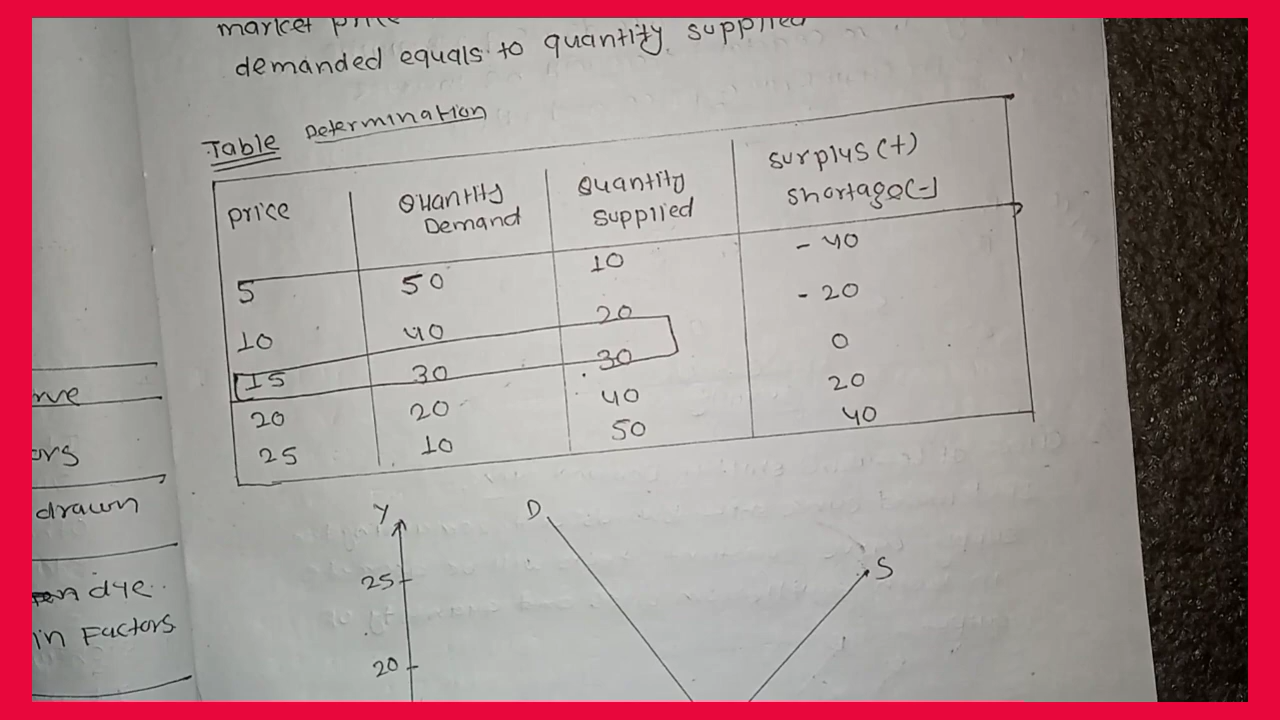 market price
demanded equals to quantity supplied
Table Determination
price Quantity Demand Quantity Supplied Surplus (+) shortage(-)
5 50 10 - 40
10 40 20 - 20
15 30 30 0
20 20 40 20
25 10 50 40
ors
drawn
dye
in Factors
Y
D
S
25
20